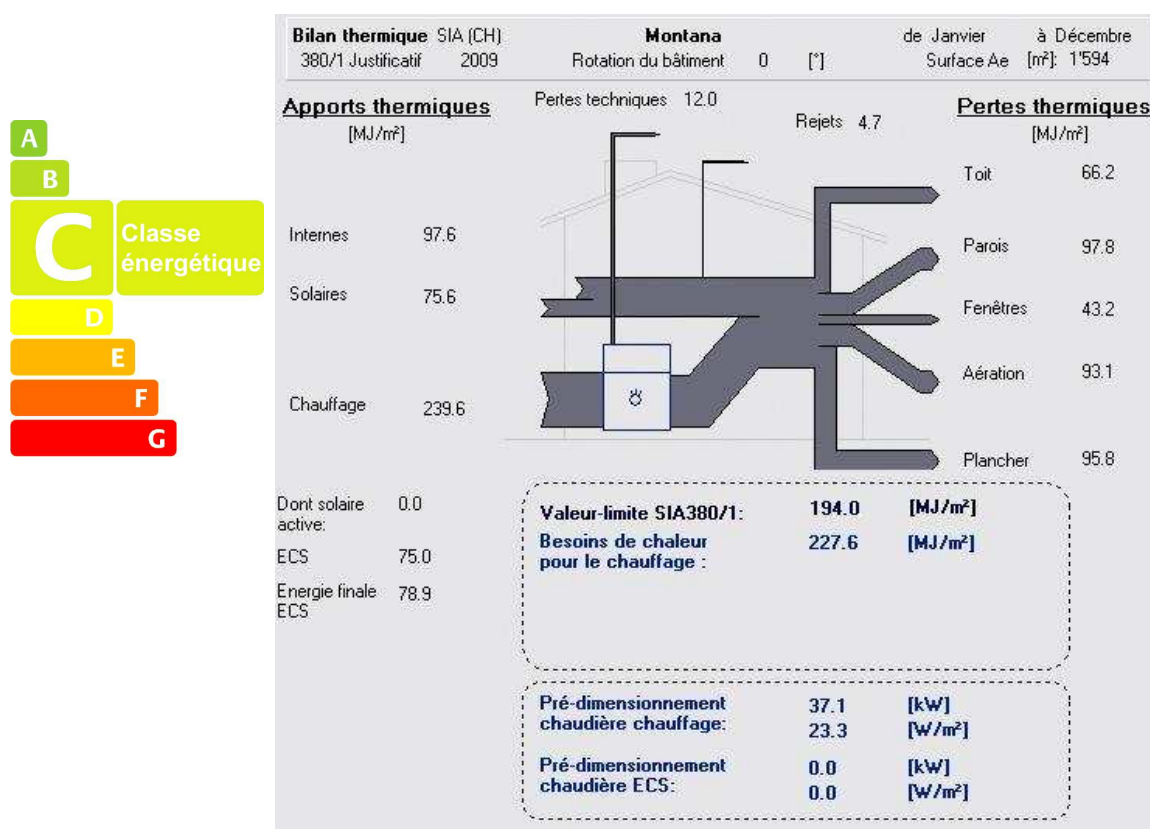 Bilan thermique SIA (CH) Montana de Janvier à Décembre
380/1 Justificatif 2009 Rotation du bâtiment 0 [°] Surface Ae [m²]: 1'594
Apports thermiques
[MJ/m²]
Pertes techniques 12.0
Rejets 4.7
Pertes thermiques
[MJ/m²]
A
B
C Classe
énergétique
D
E
F
G
Internes 97.6
Solaires 75.6
Chauffage 239.6
Toit 66.2
Parois 97.8
Fenêtres 43.2
Aération 93.1
Plancher 95.8
Dont solaire 0.0
active:
ECS 75.0
Energie finale 78.9
ECS
Valeur-limite SIA380/1: 194.0 [MJ/m²]
Besoins de chaleur 227.6 [MJ/m²]
pour le chauffage :
Pré-dimensionnement 37.1 [kW]
chaudière chauffage: 23.3 [W/m²]
Pré-dimensionnement 0.0 [kW]
chaudière ECS: 0.0 [W/m²]